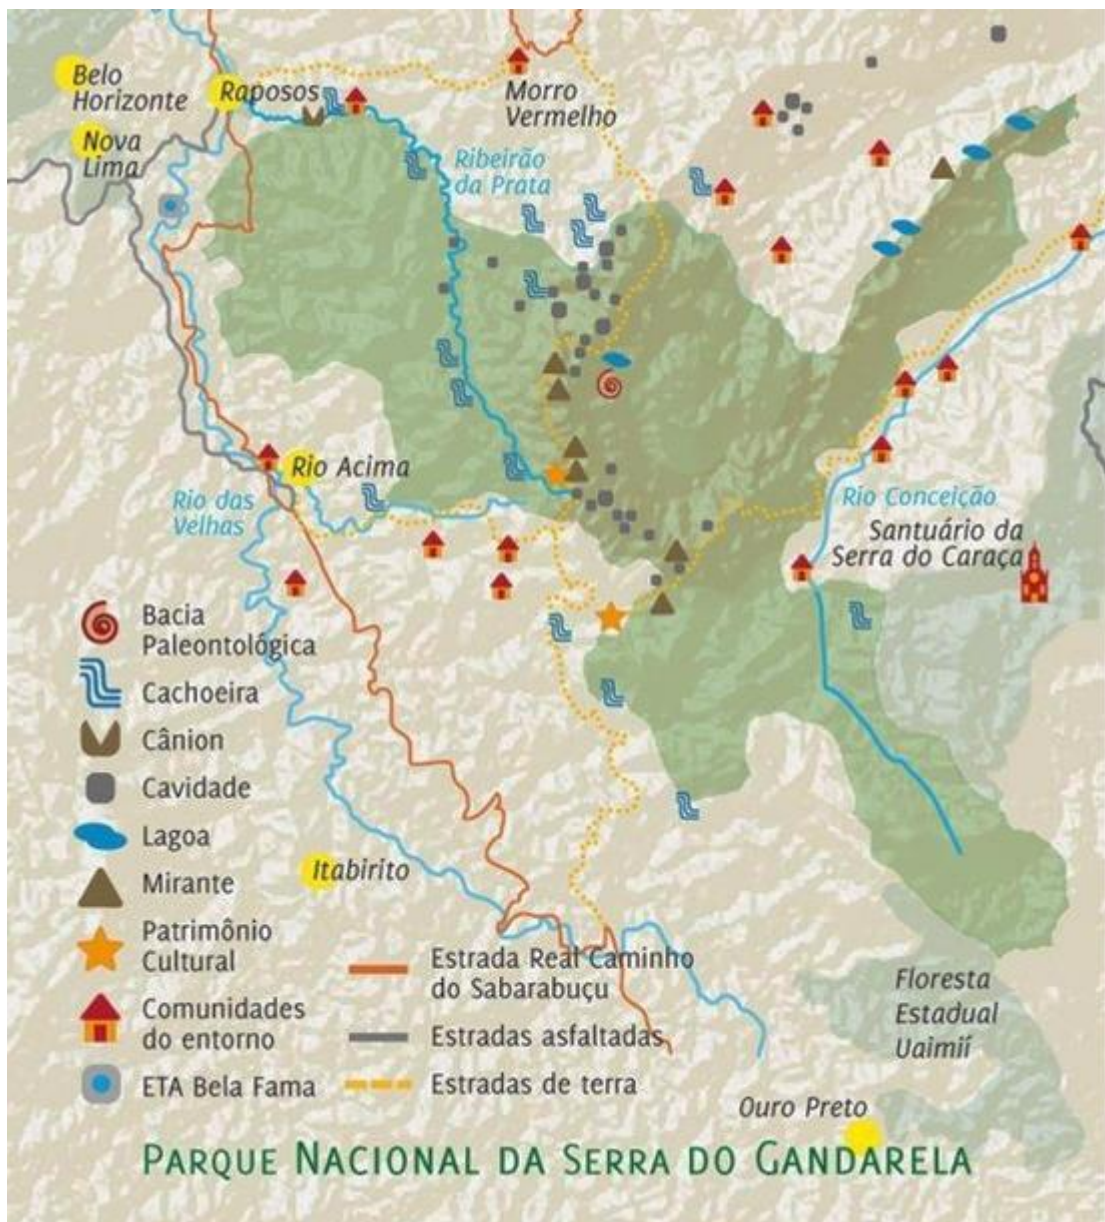 Belo
Horizonte
Raposos
Nova
Lima
Morro
Vermelho
Ribeirão
da Prata
Rio Acima
Rio das
Velhas
Rio Conceição
Santuário da
Serra do Caraça
Bacia
Paleontológica
Cachoeira
Cânion
Cavidade
Lagoa
Mirante
Patrimônio
Cultural
Comunidades
do entorno
ETA Bela Fama
Itabirito
Estrada Real Caminho
do Sabarabuçu
Estradas asfaltadas
Estradas de terra
Floresta
Estadual
Uaimií
Ouro Preto
PARQUE NACIONAL DA SERRA DO GANDARELA